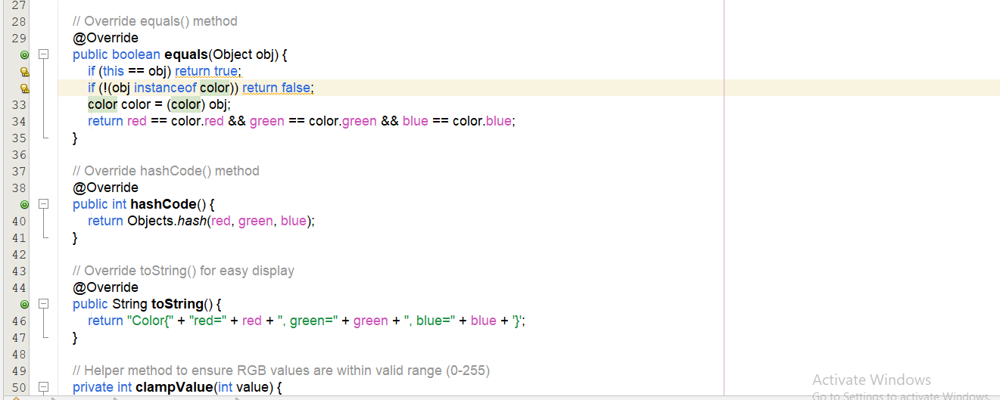 27
28 // Override equals() method
29 @Override
public boolean equals(Object obj) {
if (this == obj) return true;
if (!(obj instanceof color)) return false;
33 color color = (color) obj;
34 return red == color.red && green == color.green && blue == color.blue;
35 }
36
37 // Override hashCode() method
38 @Override
public int hashCode() {
40 return Objects.hash(red, green, blue);
41 }
42
43 // Override toString() for easy display
44 @Override
public String toString() {
46 return "Color{" + "red=" + red + ", green=" + green + ", blue=" + blue + '}';
47 }
48
49 // Helper method to ensure RGB values are within valid range (0-255)
50 private int clampValue(int value) {
Activate Windows
Go to Settings to activate Windows.